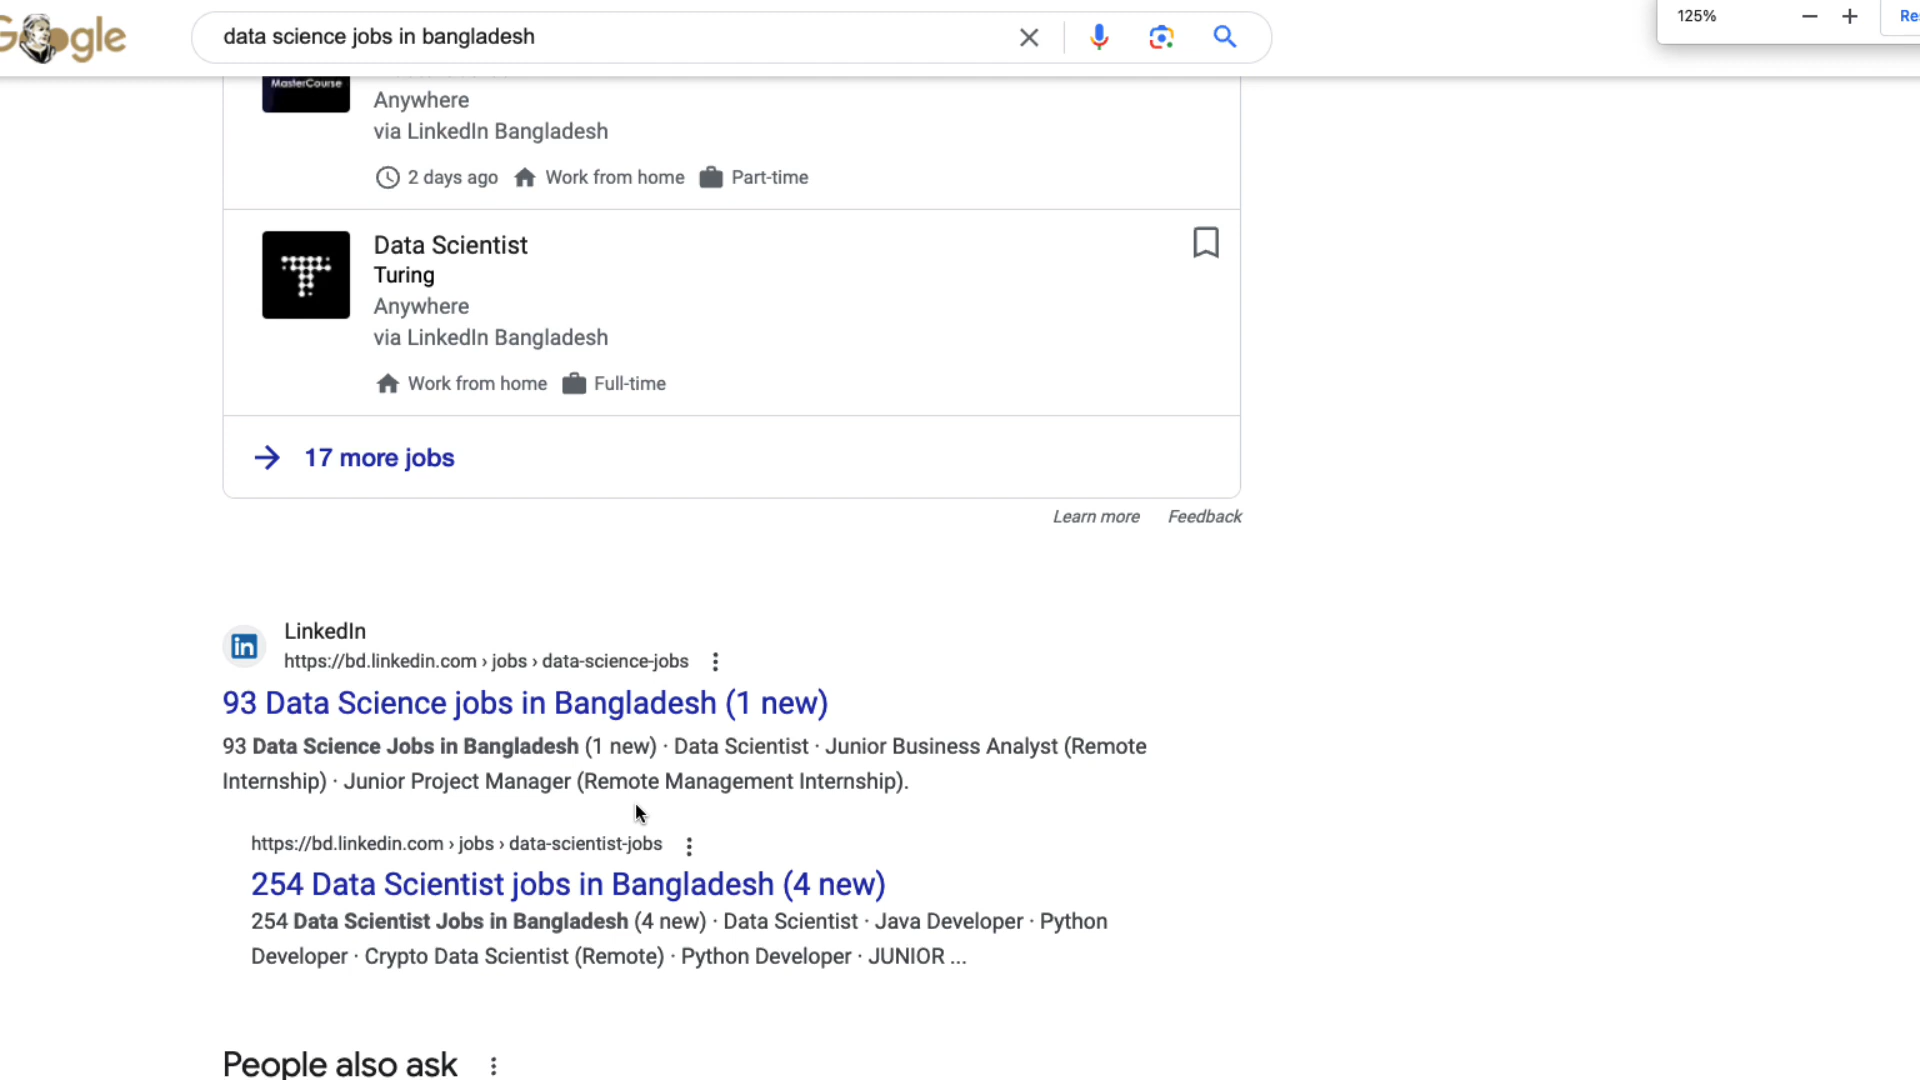 Google
data science jobs in bangladesh
125%
MasterCourse
Anywhere
via LinkedIn Bangladesh
2 days ago Work from home Part-time
Data Scientist
Turing
Anywhere
via LinkedIn Bangladesh
Work from home Full-time
17 more jobs
Learn more Feedback
LinkedIn
https://bd.linkedin.com › jobs › data-science-jobs
93 Data Science jobs in Bangladesh (1 new)
93 Data Science Jobs in Bangladesh (1 new) · Data Scientist · Junior Business Analyst (Remote
Internship) · Junior Project Manager (Remote Management Internship).
https://bd.linkedin.com › jobs › data-scientist-jobs
254 Data Scientist jobs in Bangladesh (4 new)
254 Data Scientist Jobs in Bangladesh (4 new) · Data Scientist · Java Developer · Python
Developer · Crypto Data Scientist (Remote) · Python Developer · JUNIOR ...
People also ask